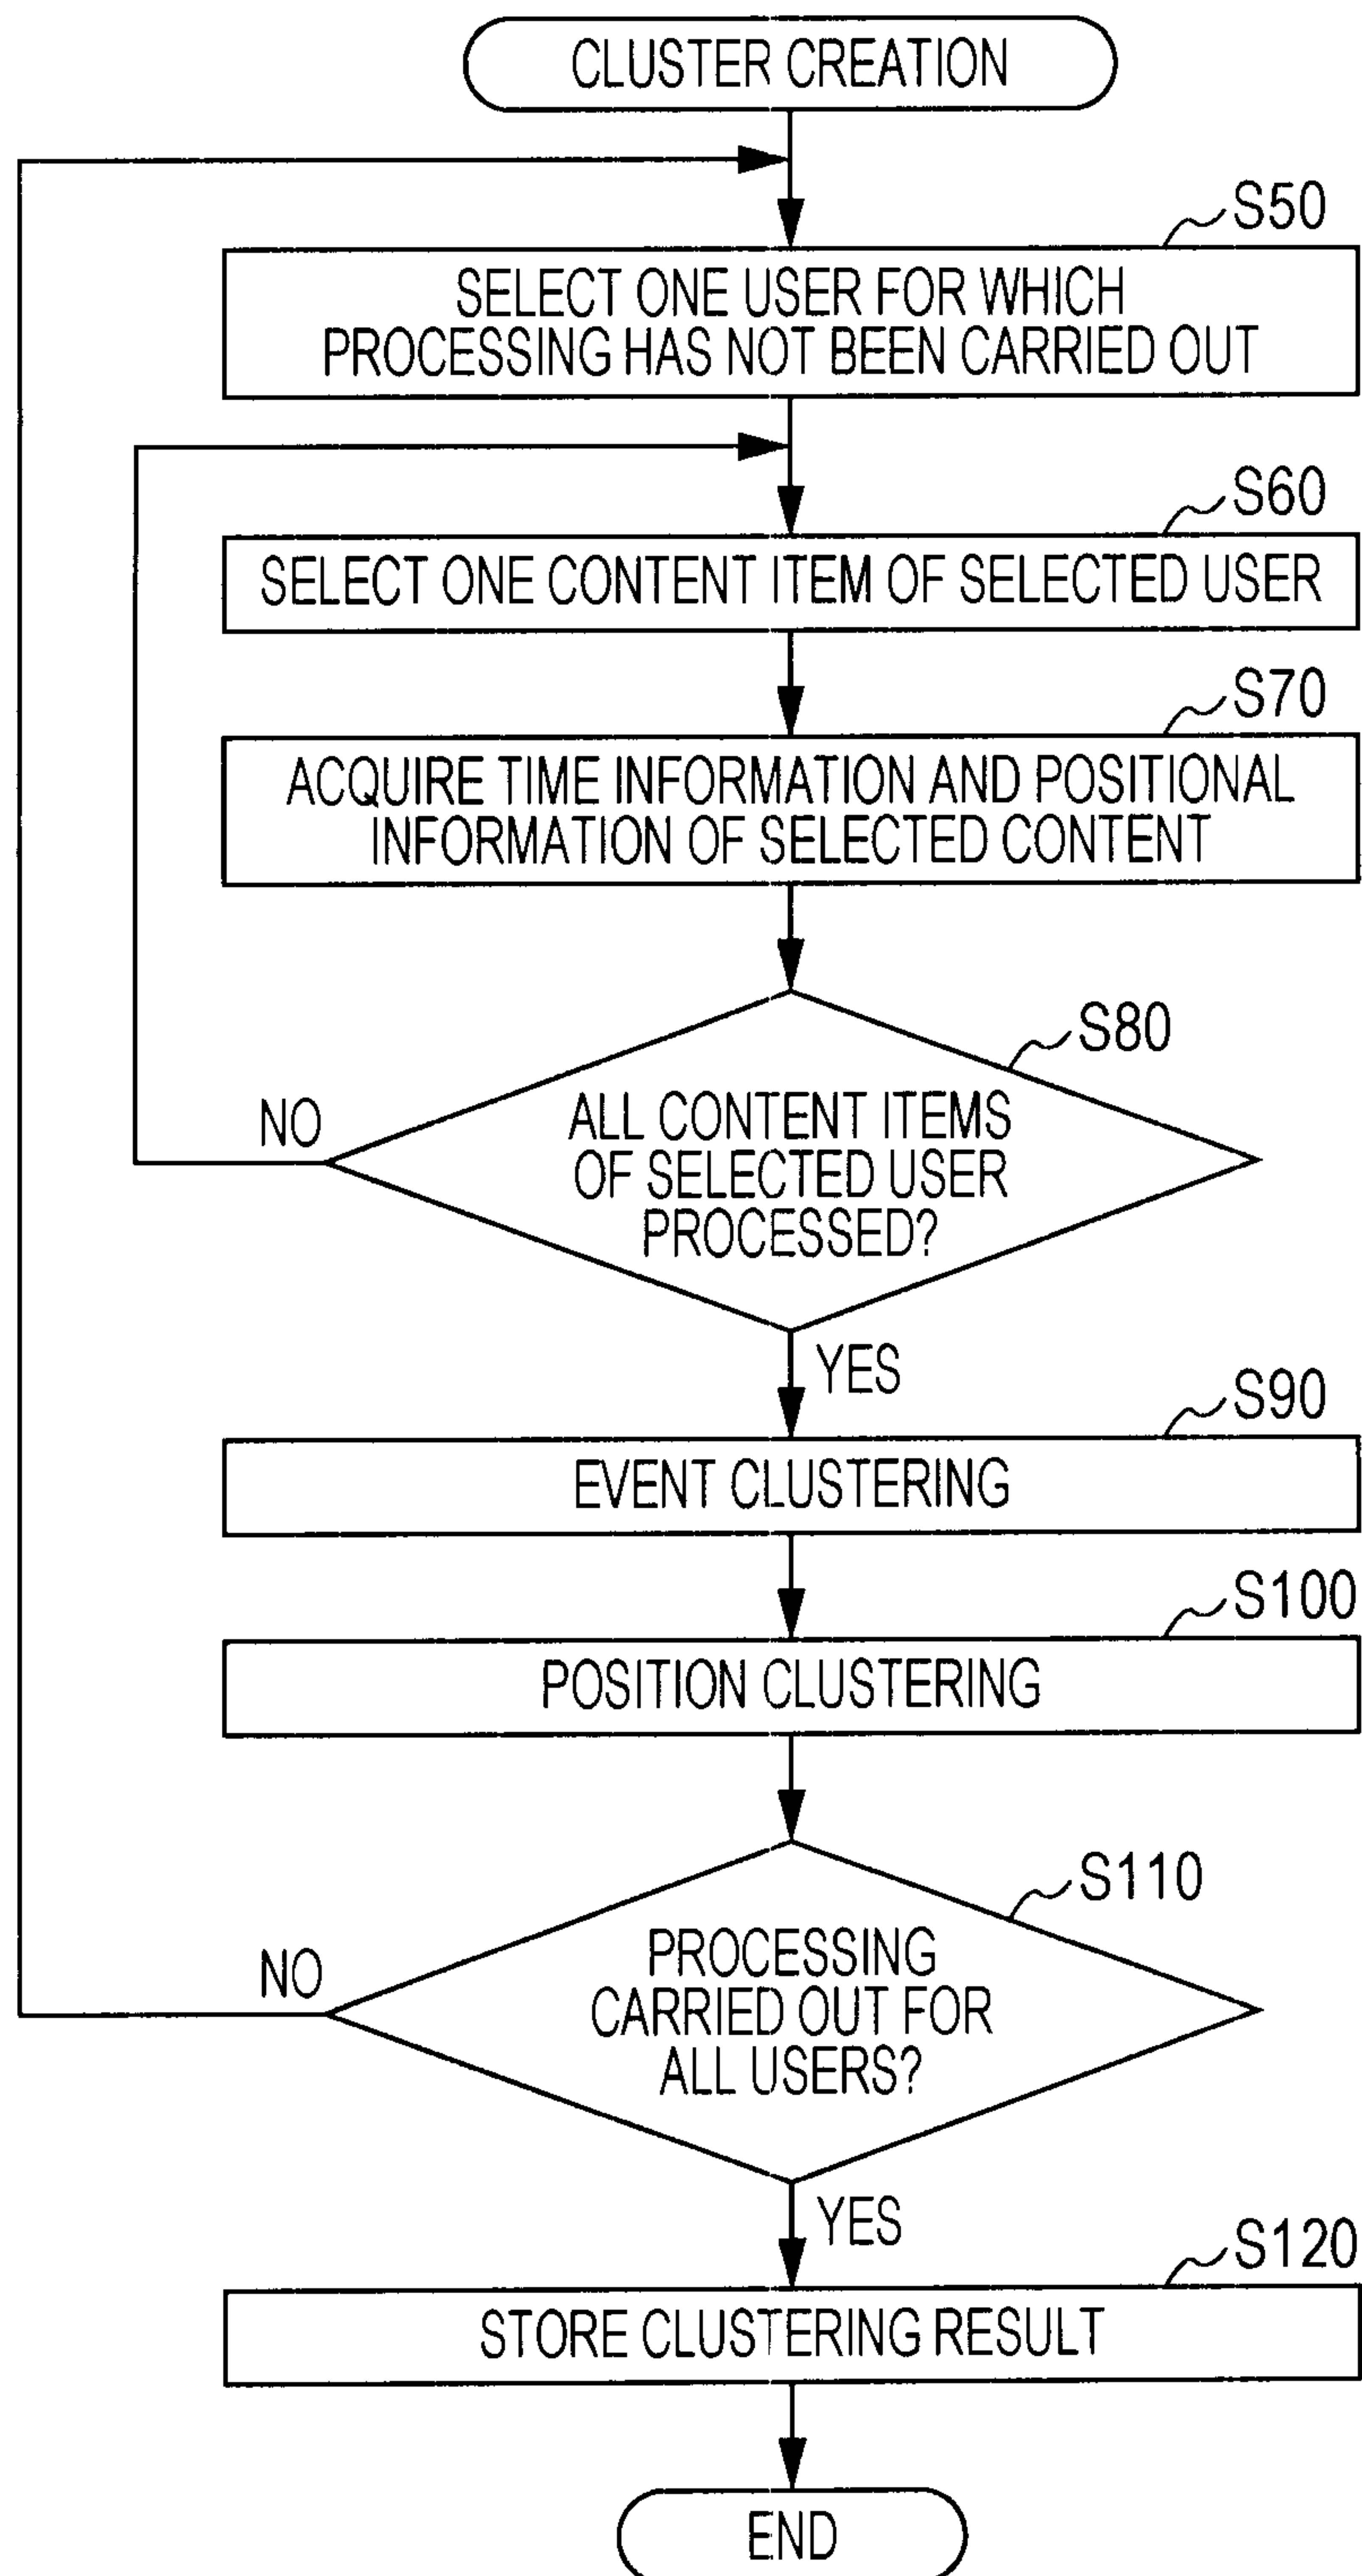 CLUSTER CREATION
S50
SELECT ONE USER FOR WHICH
PROCESSING HAS NOT BEEN CARRIED OUT
S60
SELECT ONE CONTENT ITEM OF SELECTED USER
S70
ACQUIRE TIME INFORMATION AND POSITIONAL
INFORMATION OF SELECTED CONTENT
S80
NO
ALL CONTENT ITEMS
OF SELECTED USER
PROCESSED?
YES
S90
EVENT CLUSTERING
S100
POSITION CLUSTERING
S110
NO
PROCESSING
CARRIED OUT FOR
ALL USERS?
YES
S120
STORE CLUSTERING RESULT
END